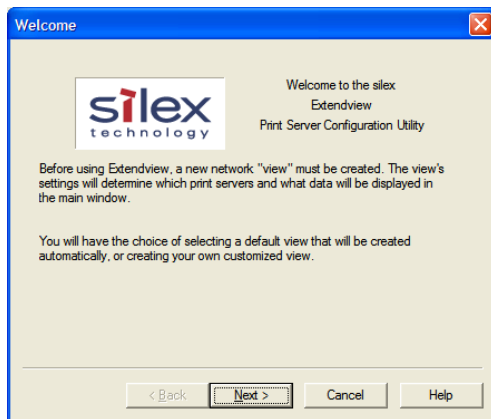 Welcome
silex
technology
Welcome to the silex
Extendview
Print Server Configuration Utility
Before using Extendview, a new network "view" must be created. The view's
settings will determine which print servers and what data will be displayed in
the main window.
You will have the choice of selecting a default view that will be created
automatically, or creating your own customized view.
< Back
Next >
Cancel
Help